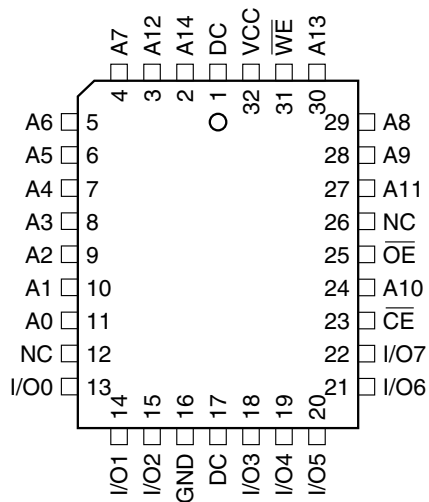 A7 A12 A14 DC VCC W̅E̅ A13
4 3 2 1 32 31 30
A6 5 29 A8
A5 6 28 A9
A4 7 27 A11
A3 8 26 NC
A2 9 25 O̅E̅
A1 10 24 A10
A0 11 23 C̅E̅
NC 12 22 I/O7
I/O0 13 21 I/O6
14 15 16 17 18 19 20
I/O1 I/O2 GND DC I/O3 I/O4 I/O5